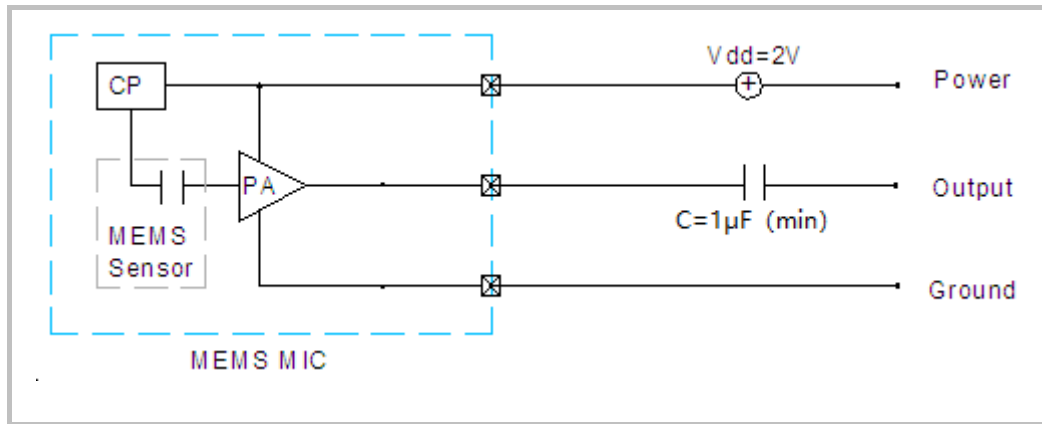 Vdd=2V
CP
Power
PA
Output
C=1μF (min)
MEMS
Sensor
Ground
MEMS MIC